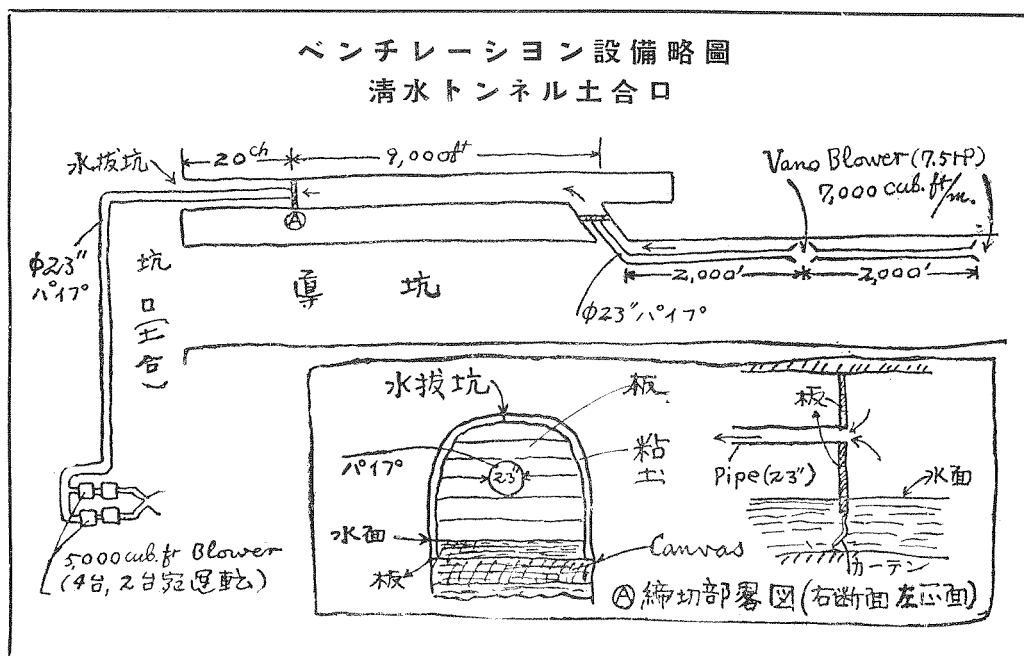 ベンチレーシヨン設備略圖
清水トンネル土合口
水抜坑
20ch
9,000ft
Vano Blower (7.5HP)
7,000 cub.ft/m.
Ⓐ
φ23"
パイプ
坑口(土合)
導坑
2,000'
2,000'
φ23"パイプ
水抜坑
板
粘土
パイプ
23"
水面
板
Canvas
板
Pipe(23")
水面
カーテン
5,000 cub.ft Blower
(4台, 2台宛運転)
Ⓐ締切部畧図(右断面 左正面)